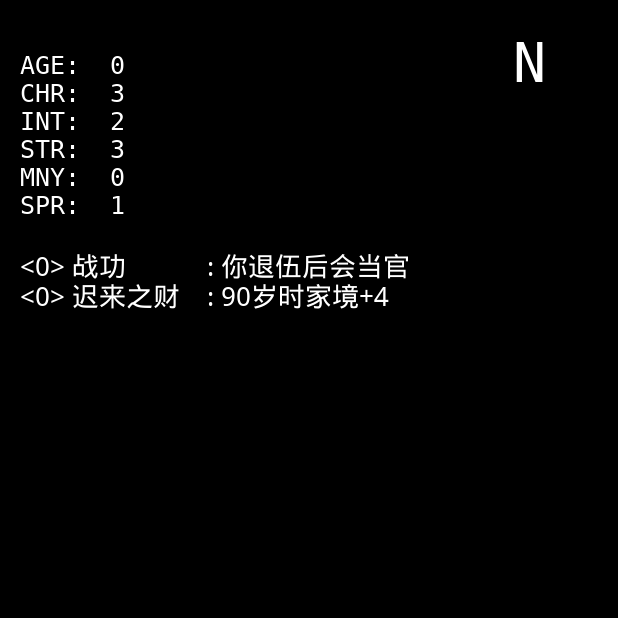 N
AGE: 0
CHR: 3
INT: 2
STR: 3
MNY: 0
SPR: 1
<0> 战功 : 你退伍后会当官
<0> 迟来之财 : 90岁时家境+4